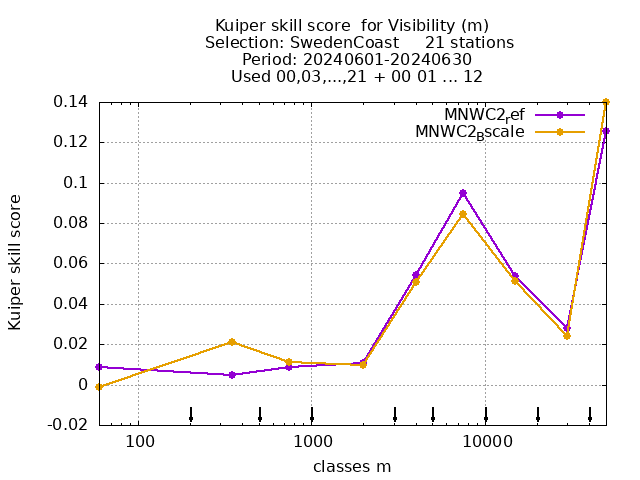 Kuiper skill score  for Visibility (m)
Selection: SwedenCoast     21 stations
Period: 20240601-20240630
Used 00,03,...,21 + 00 01 ... 12
MNWC2ref
MNWC2Bscale
0.14
0.12
0.1
0.08
0.06
0.04
0.02
0
-0.02
Kuiper skill score
100
1000
10000
classes m